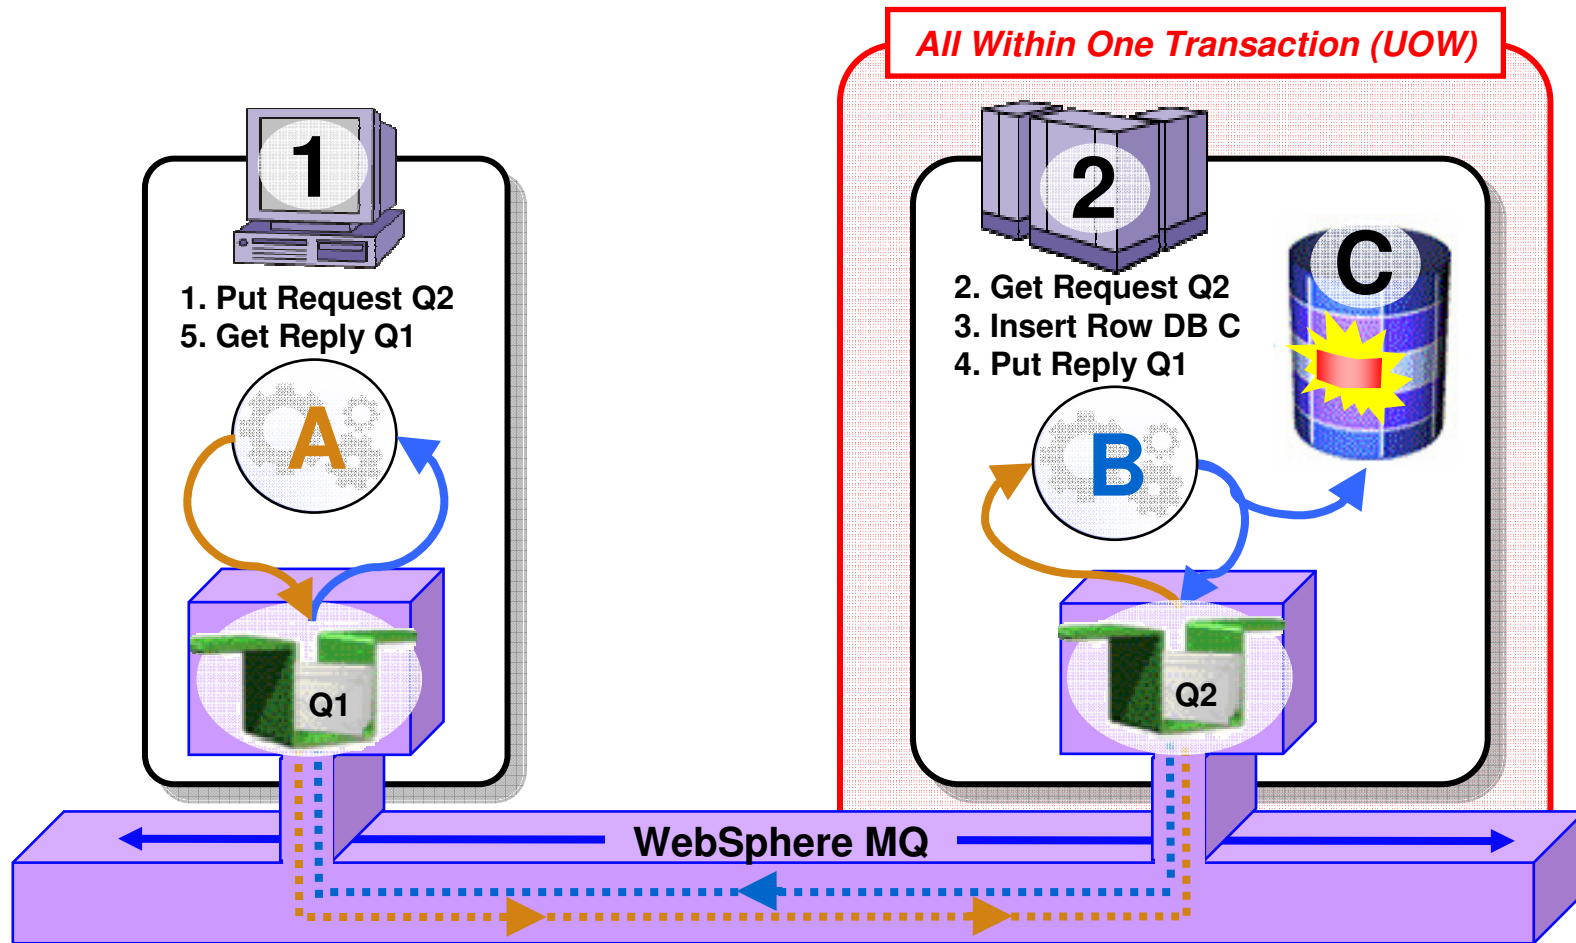 All Within One Transaction (UOW)
1
2
C
1. Put Request Q2
5. Get Reply Q1
2. Get Request Q2
3. Insert Row DB C
4. Put Reply Q1
A
B
Q1
Q2
WebSphere MQ